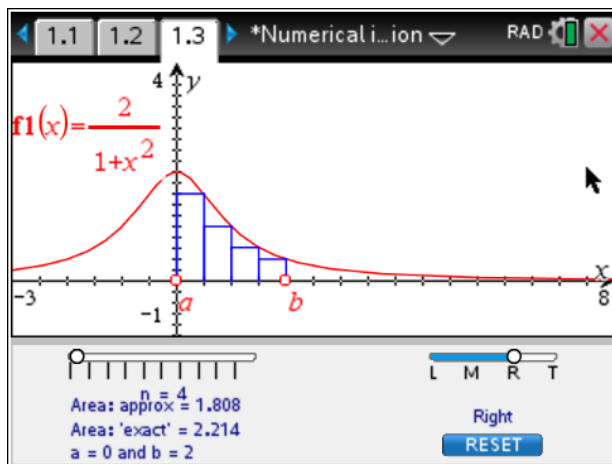 1.1 1.2 1.3 *Numerical i...ion RAD
4 y
f1(x)=2/(1+x²)
-3 a b x 8
-1
L M R T
n = 4
Area: approx = 1.808
Area: 'exact' = 2.214
Right
a = 0 and b = 2
RESET